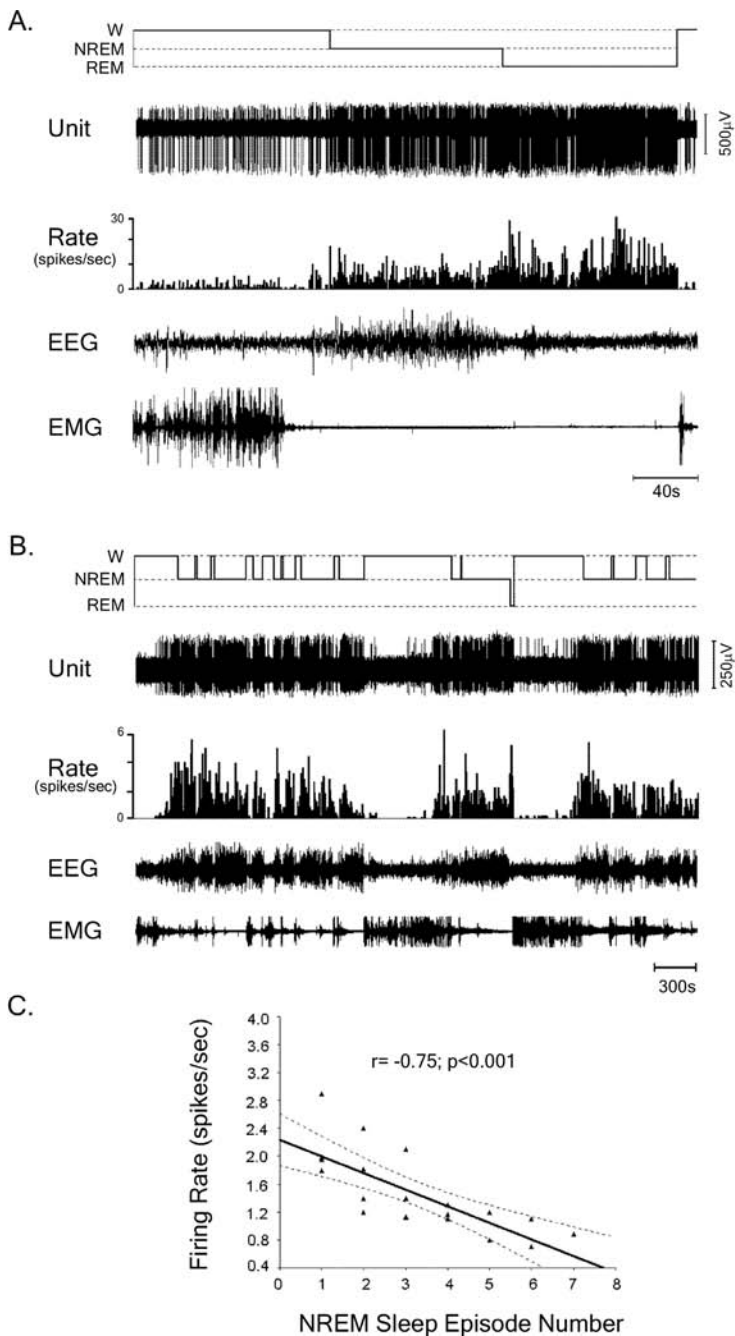 A.
W
NREM
REM
Unit
500μV
30
Rate
(spikes/sec)
0
EEG
EMG
40s
B.
W
NREM
REM
Unit
250μV
6
Rate
(spikes/sec)
0
EEG
EMG
300s
C.
Firing Rate (spikes/sec)
4.0
3.6
3.2
2.8
2.4
2.0
1.6
1.2
0.8
0.4
r= -0.75; p<0.001
0 1 2 3 4 5 6 7 8
NREM Sleep Episode Number